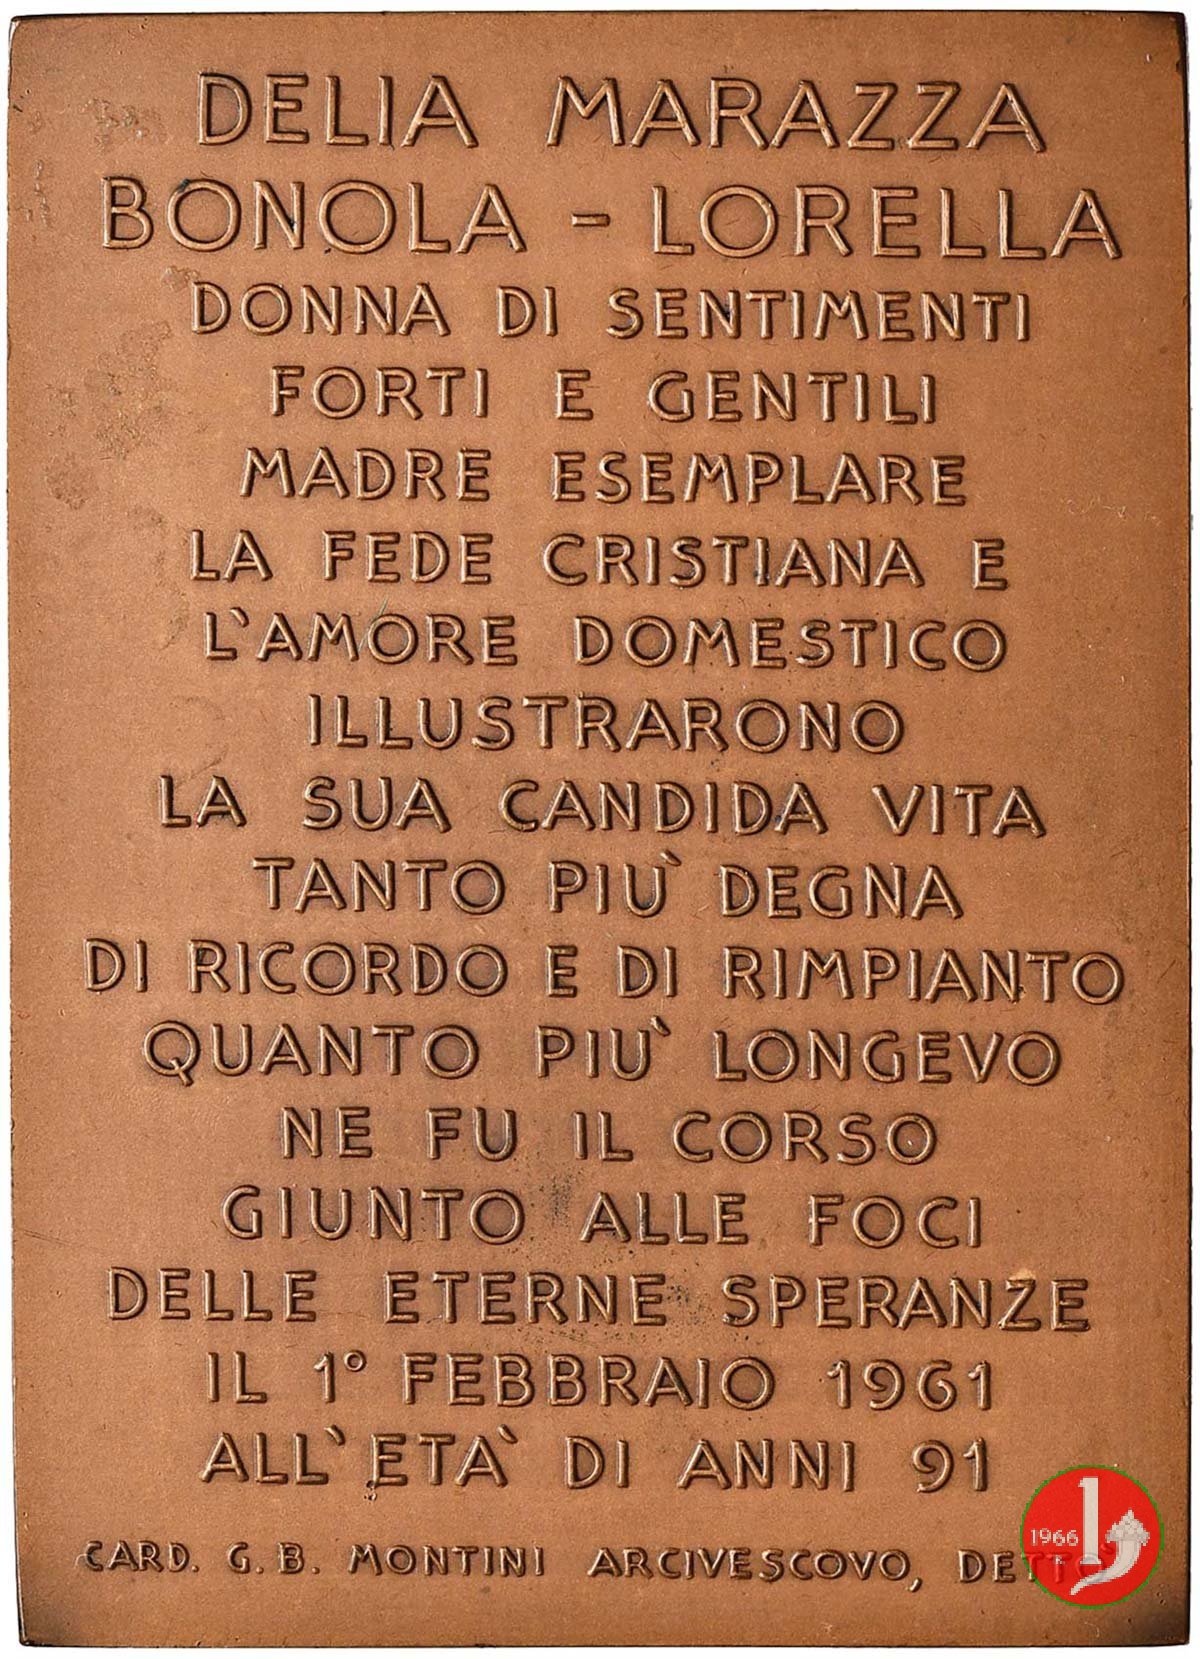 DELIA MARAZZA
BONOLA - LORELLA
DONNA DI SENTIMENTI
FORTI E GENTILI
MADRE ESEMPLARE
LA FEDE CRISTIANA E
L'AMORE DOMESTICO
ILLUSTRARONO
LA SUA CANDIDA VITA
TANTO PIU` DEGNA
DI RICORDO E DI RIMPIANTO
QUANTO PIU` LONGEVO
NE FU IL CORSO
GIUNTO ALLE FOCI
DELLE ETERNE SPERANZE
IL 1° FEBBRAIO 1961
ALL'ETA` DI ANNI 91
CARD. G. B. MONTINI ARCIVESCOVO,
1966